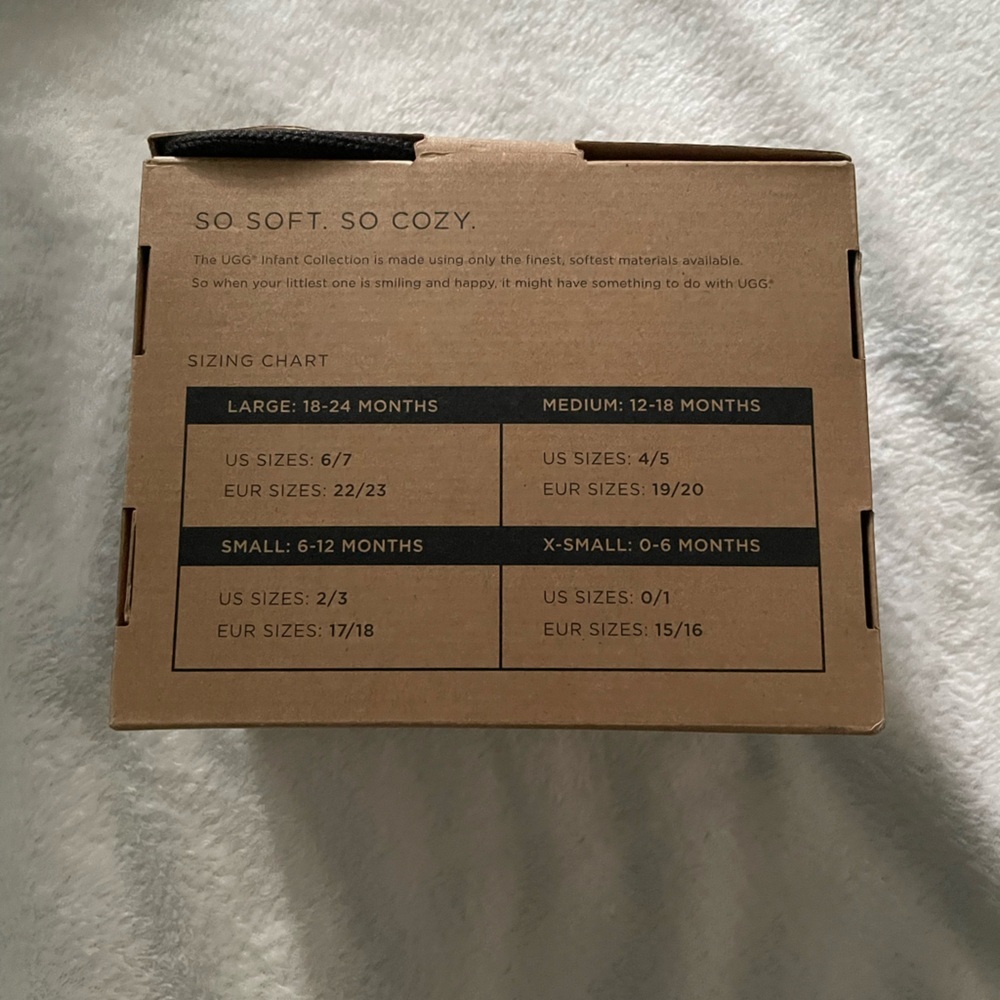 SO SOFT. SO COZY.
The UGG® Infant Collection is made using only the finest, softest materials available.
So when your littlest one is smiling and happy, it might have something to do with UGG®
SIZING CHART
LARGE: 18-24 MONTHS
US SIZES: 6/7
EUR SIZES: 22/23
MEDIUM: 12-18 MONTHS
US SIZES: 4/5
EUR SIZES: 19/20
SMALL: 6-12 MONTHS
US SIZES: 2/3
EUR SIZES: 17/18
X-SMALL: 0-6 MONTHS
US SIZES: 0/1
EUR SIZES: 15/16